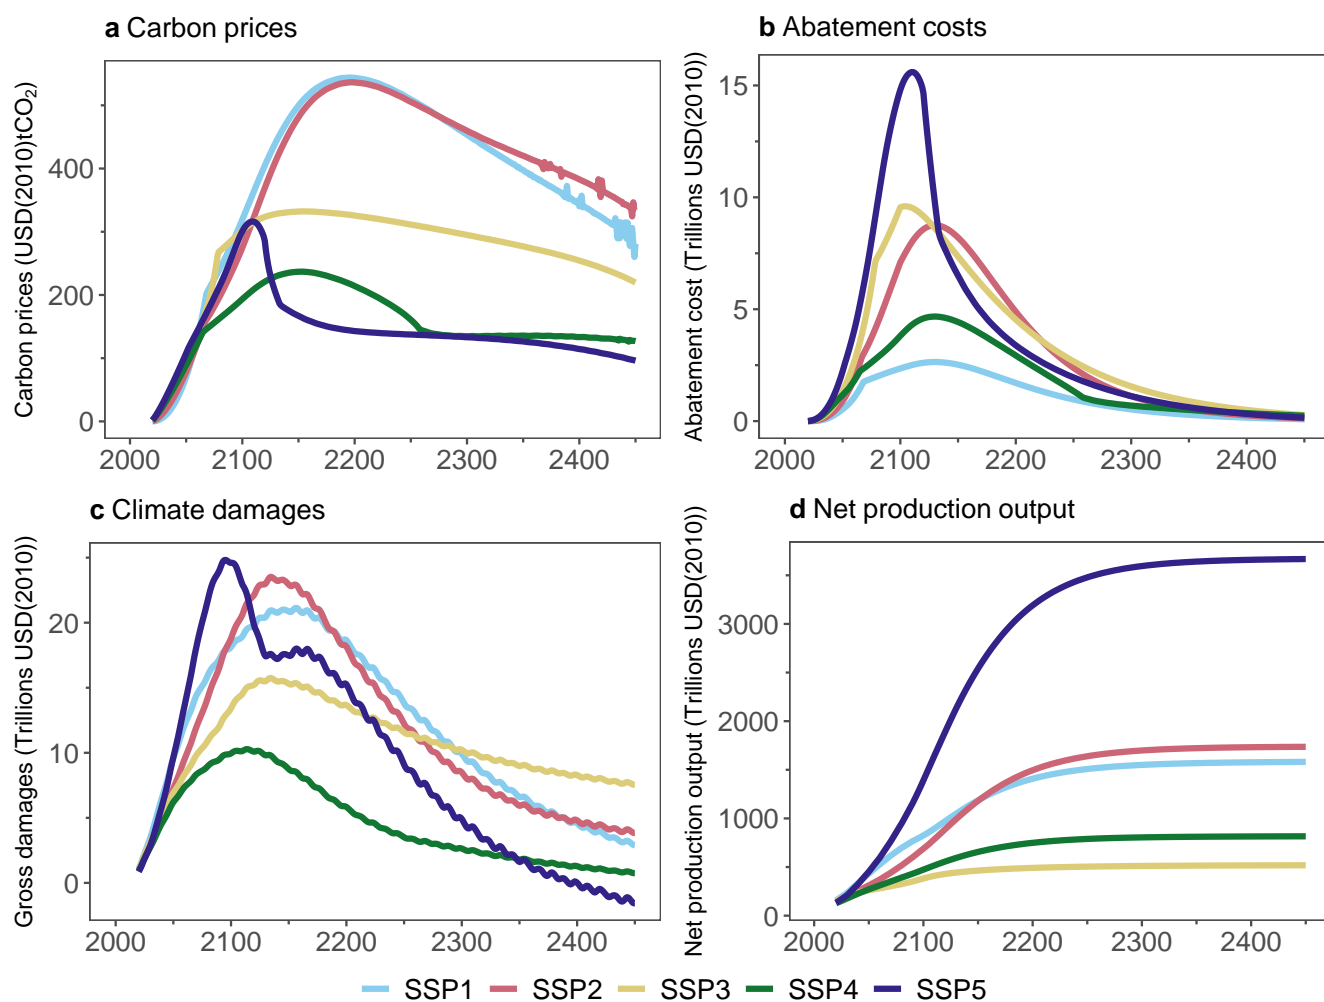 a Carbon prices
Carbon prices (USD(2010)tCO₂)
400
200
0
2000 2100 2200 2300 2400
b Abatement costs
Abatement cost (Trillions USD(2010))
15
10
5
0
2000 2100 2200 2300 2400
c Climate damages
Gross damages (Trillions USD(2010))
20
10
0
2000 2100 2200 2300 2400
d Net production output
Net production output (Trillions USD(2010))
3000
2000
1000
0
2000 2100 2200 2300 2400
SSP1 SSP2 SSP3 SSP4 SSP5